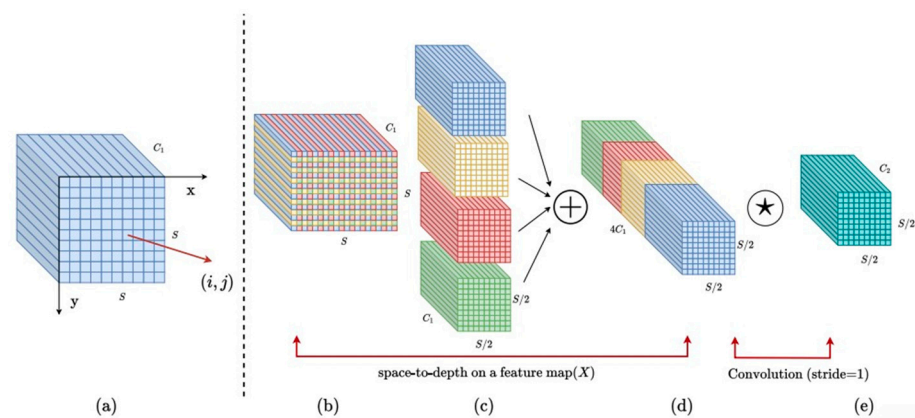 C₁
x
S
(i, j)
S
y
(a)
C₁
S
S
(b)
C₁
S/2
S/2
(c)
+
4C₁
S/2
S/2
(d)
★
C₂
S/2
S/2
(e)
space-to-depth on a feature map(X)
Convolution (stride=1)